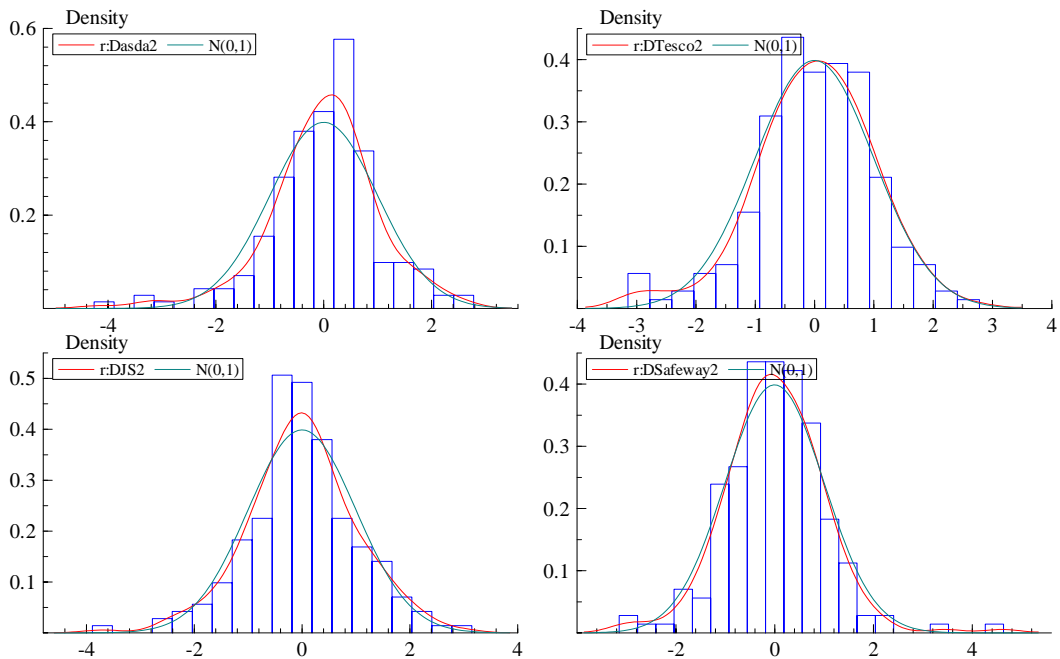 Density
0.6
r:Dasda2 N(0,1)
0.4
0.2
-4 -2 0 2
Density
r:DTesco2 N(0,1)
0.4
0.3
0.2
0.1
-4 -3 -2 -1 0 1 2 3 4
Density
r:DJS2 N(0,1)
0.5
0.4
0.3
0.2
0.1
-4 -2 0 2 4
Density
r:DSafeway2 N(0,1)
0.4
0.3
0.2
0.1
-2 0 2 4